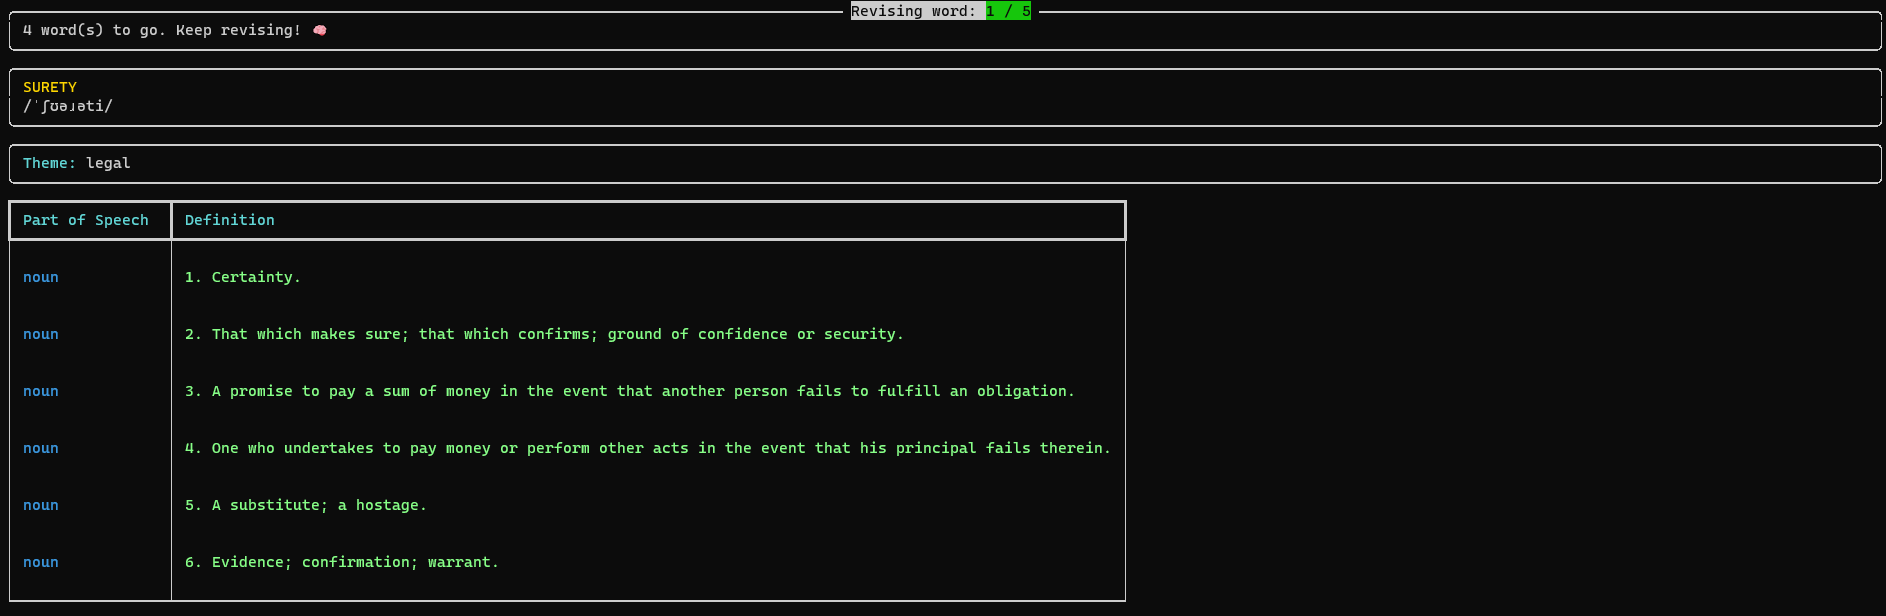 Revising word: 1 / 5
4 word(s) to go. Keep revising! 🧠
SURETY
/ˈʃʊəɹəti/
Theme: legal
Part of Speech Definition
noun 1. Certainty.
noun 2. That which makes sure; that which confirms; ground of confidence or security.
noun 3. A promise to pay a sum of money in the event that another person fails to fulfill an obligation.
noun 4. One who undertakes to pay money or perform other acts in the event that his principal fails therein.
noun 5. A substitute; a hostage.
noun 6. Evidence; confirmation; warrant.